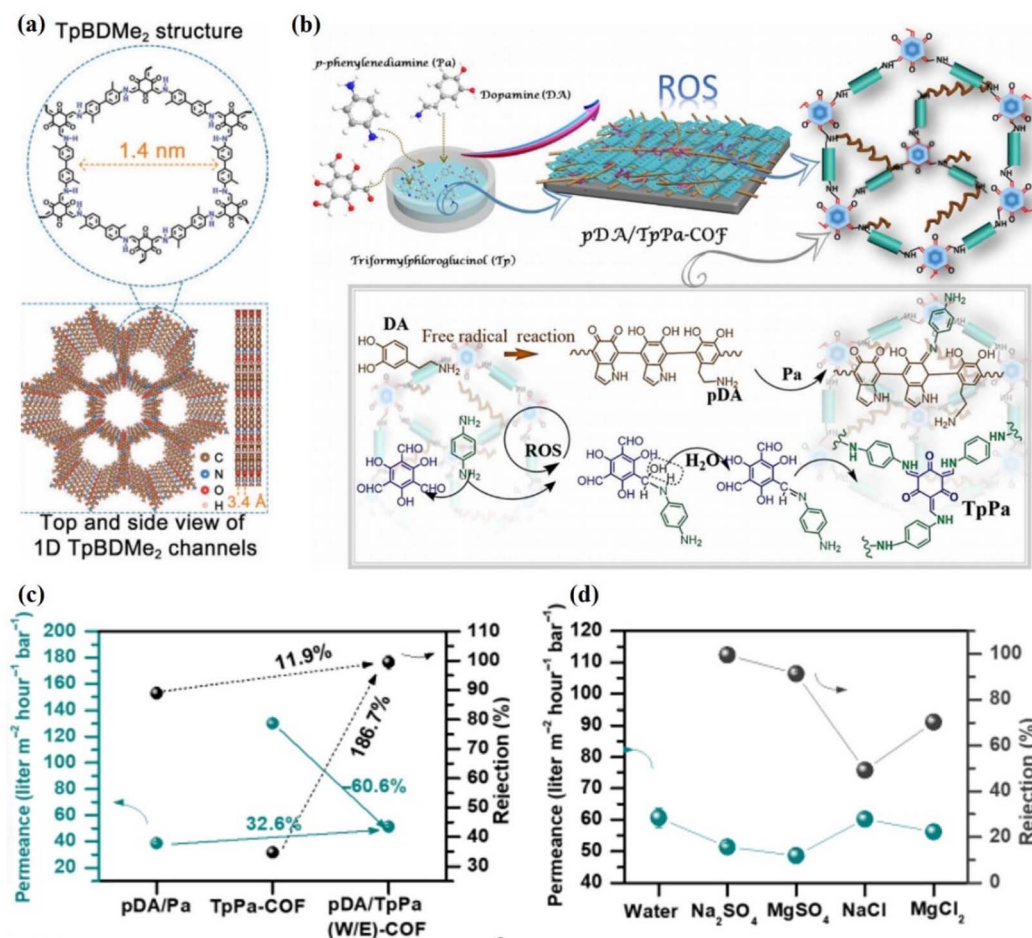 (a)
TpBDMe₂ structure
1.4 nm
C
N
O
H
3.4 Å
Top and side view of
1D TpBDMe₂ channels
(b)
p-phenylenediamine (Pa)
Dopamine (DA)
Triformylphloroglucinol (Tp)
ROS
pDA/TpPa-COF
DA
Free radical reaction
pDA
Pa
ROS
H₂O
TpPa
(c)
Permeance (liter m⁻² hour⁻¹ bar⁻¹)
200
180
160
140
120
100
80
60
40
20
11.9%
186.7%
-60.6%
32.6%
110
100
90
80
70
60
50
40
30
Rejection (%)
pDA/Pa
TpPa-COF
pDA/TpPa
(W/E)-COF
(d)
Permeance (liter m⁻² hour⁻¹ bar⁻¹)
120
110
100
90
80
70
60
50
40
100
80
60
40
20
0
Rejection (%)
Water
Na₂SO₄
MgSO₄
NaCl
MgCl₂